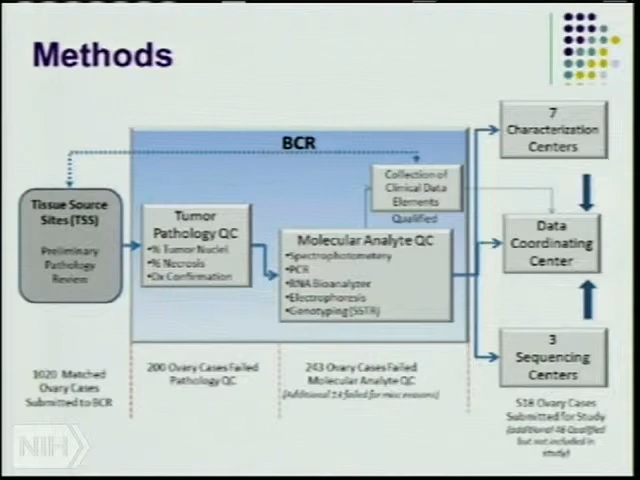 Methods
BCR
Tissue Source
Sites (TSS)
Preliminary
Pathology
Review
Tumor
Pathology QC
•% Tumor Nuclei
•% Necrosis
•Dx Confirmation
Collection of
Clinical Data
Elements
Qualified
Molecular Analyte QC
•Spectrophotometery
•PCR
•RNA Bioanalyzer
•Electrophoresis
•Genotyping (SSTR)
7
Characterization
Centers
Data
Coordinating
Center
3
Sequencing
Centers
1020 Matched
Ovary Cases
Submitted to BCR
200 Ovary Cases Failed
Pathology QC
243 Ovary Cases Failed
Molecular Analyte QC
(Additional 14 failed for misc reasons)
518 Ovary Cases
Submitted for Study
(additional 46 Qualified
but not included in
study)
NIH